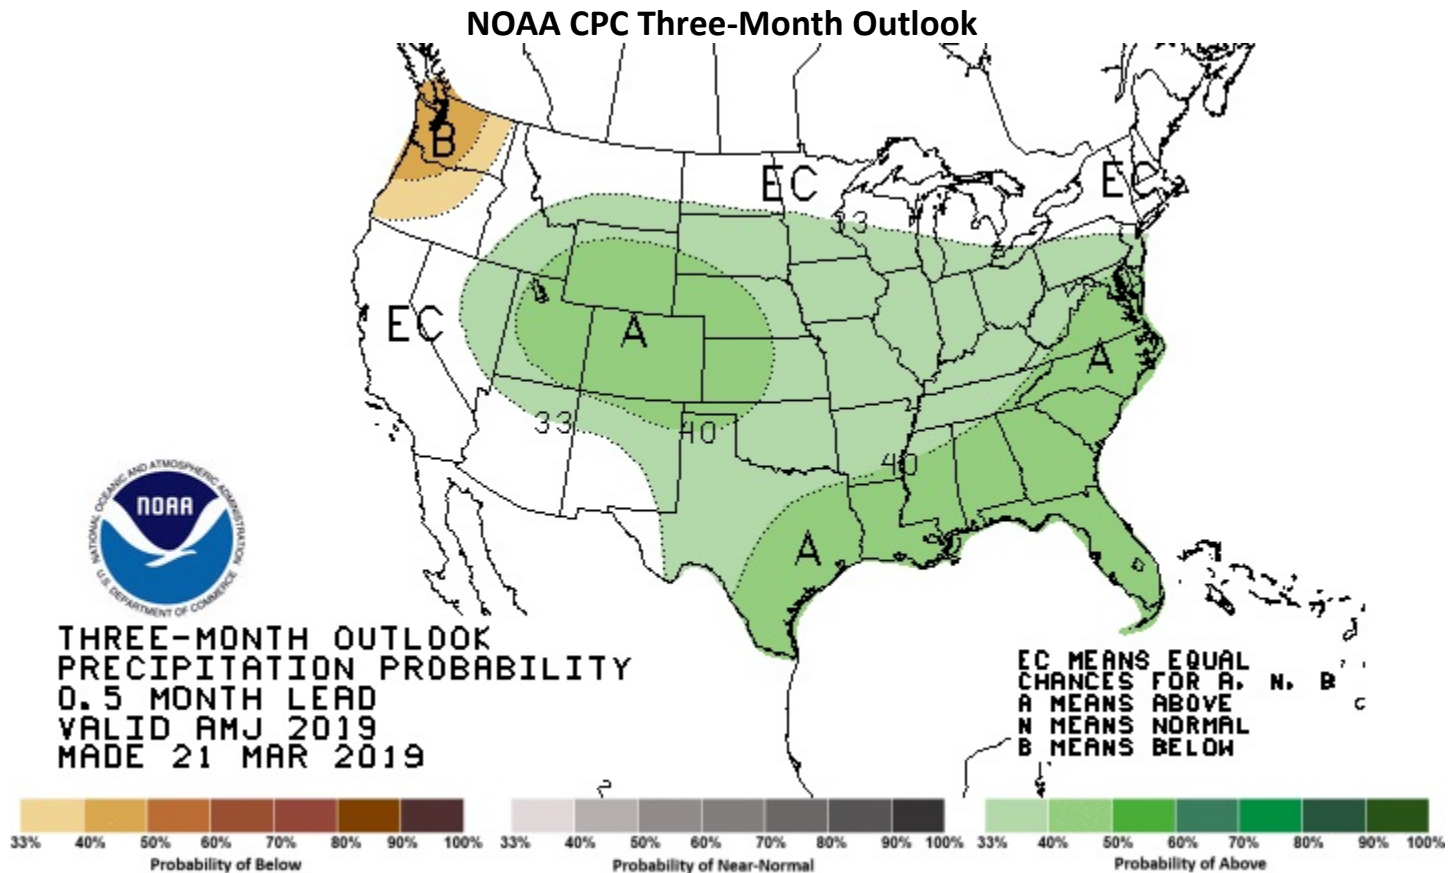 NOAA CPC Three-Month Outlook
B
EC
EC
33
EC
A
A
33
40
40
A
NATIONAL OCEANIC AND ATMOSPHERIC ADMINISTRATION
NOAA
U.S. DEPARTMENT OF COMMERCE
THREE-MONTH OUTLOOK
PRECIPITATION PROBABILITY
0.5 MONTH LEAD
VALID AMJ 2019
MADE 21 MAR 2019
EC MEANS EQUAL
CHANCES FOR A, N, B
A MEANS ABOVE
N MEANS NORMAL
B MEANS BELOW
33% 40% 50% 60% 70% 80% 90% 100%
Probability of Below
33% 40% 50% 60% 70% 80% 90% 100%
Probability of Near-Normal
33% 40% 50% 60% 70% 80% 90% 100%
Probability of Above